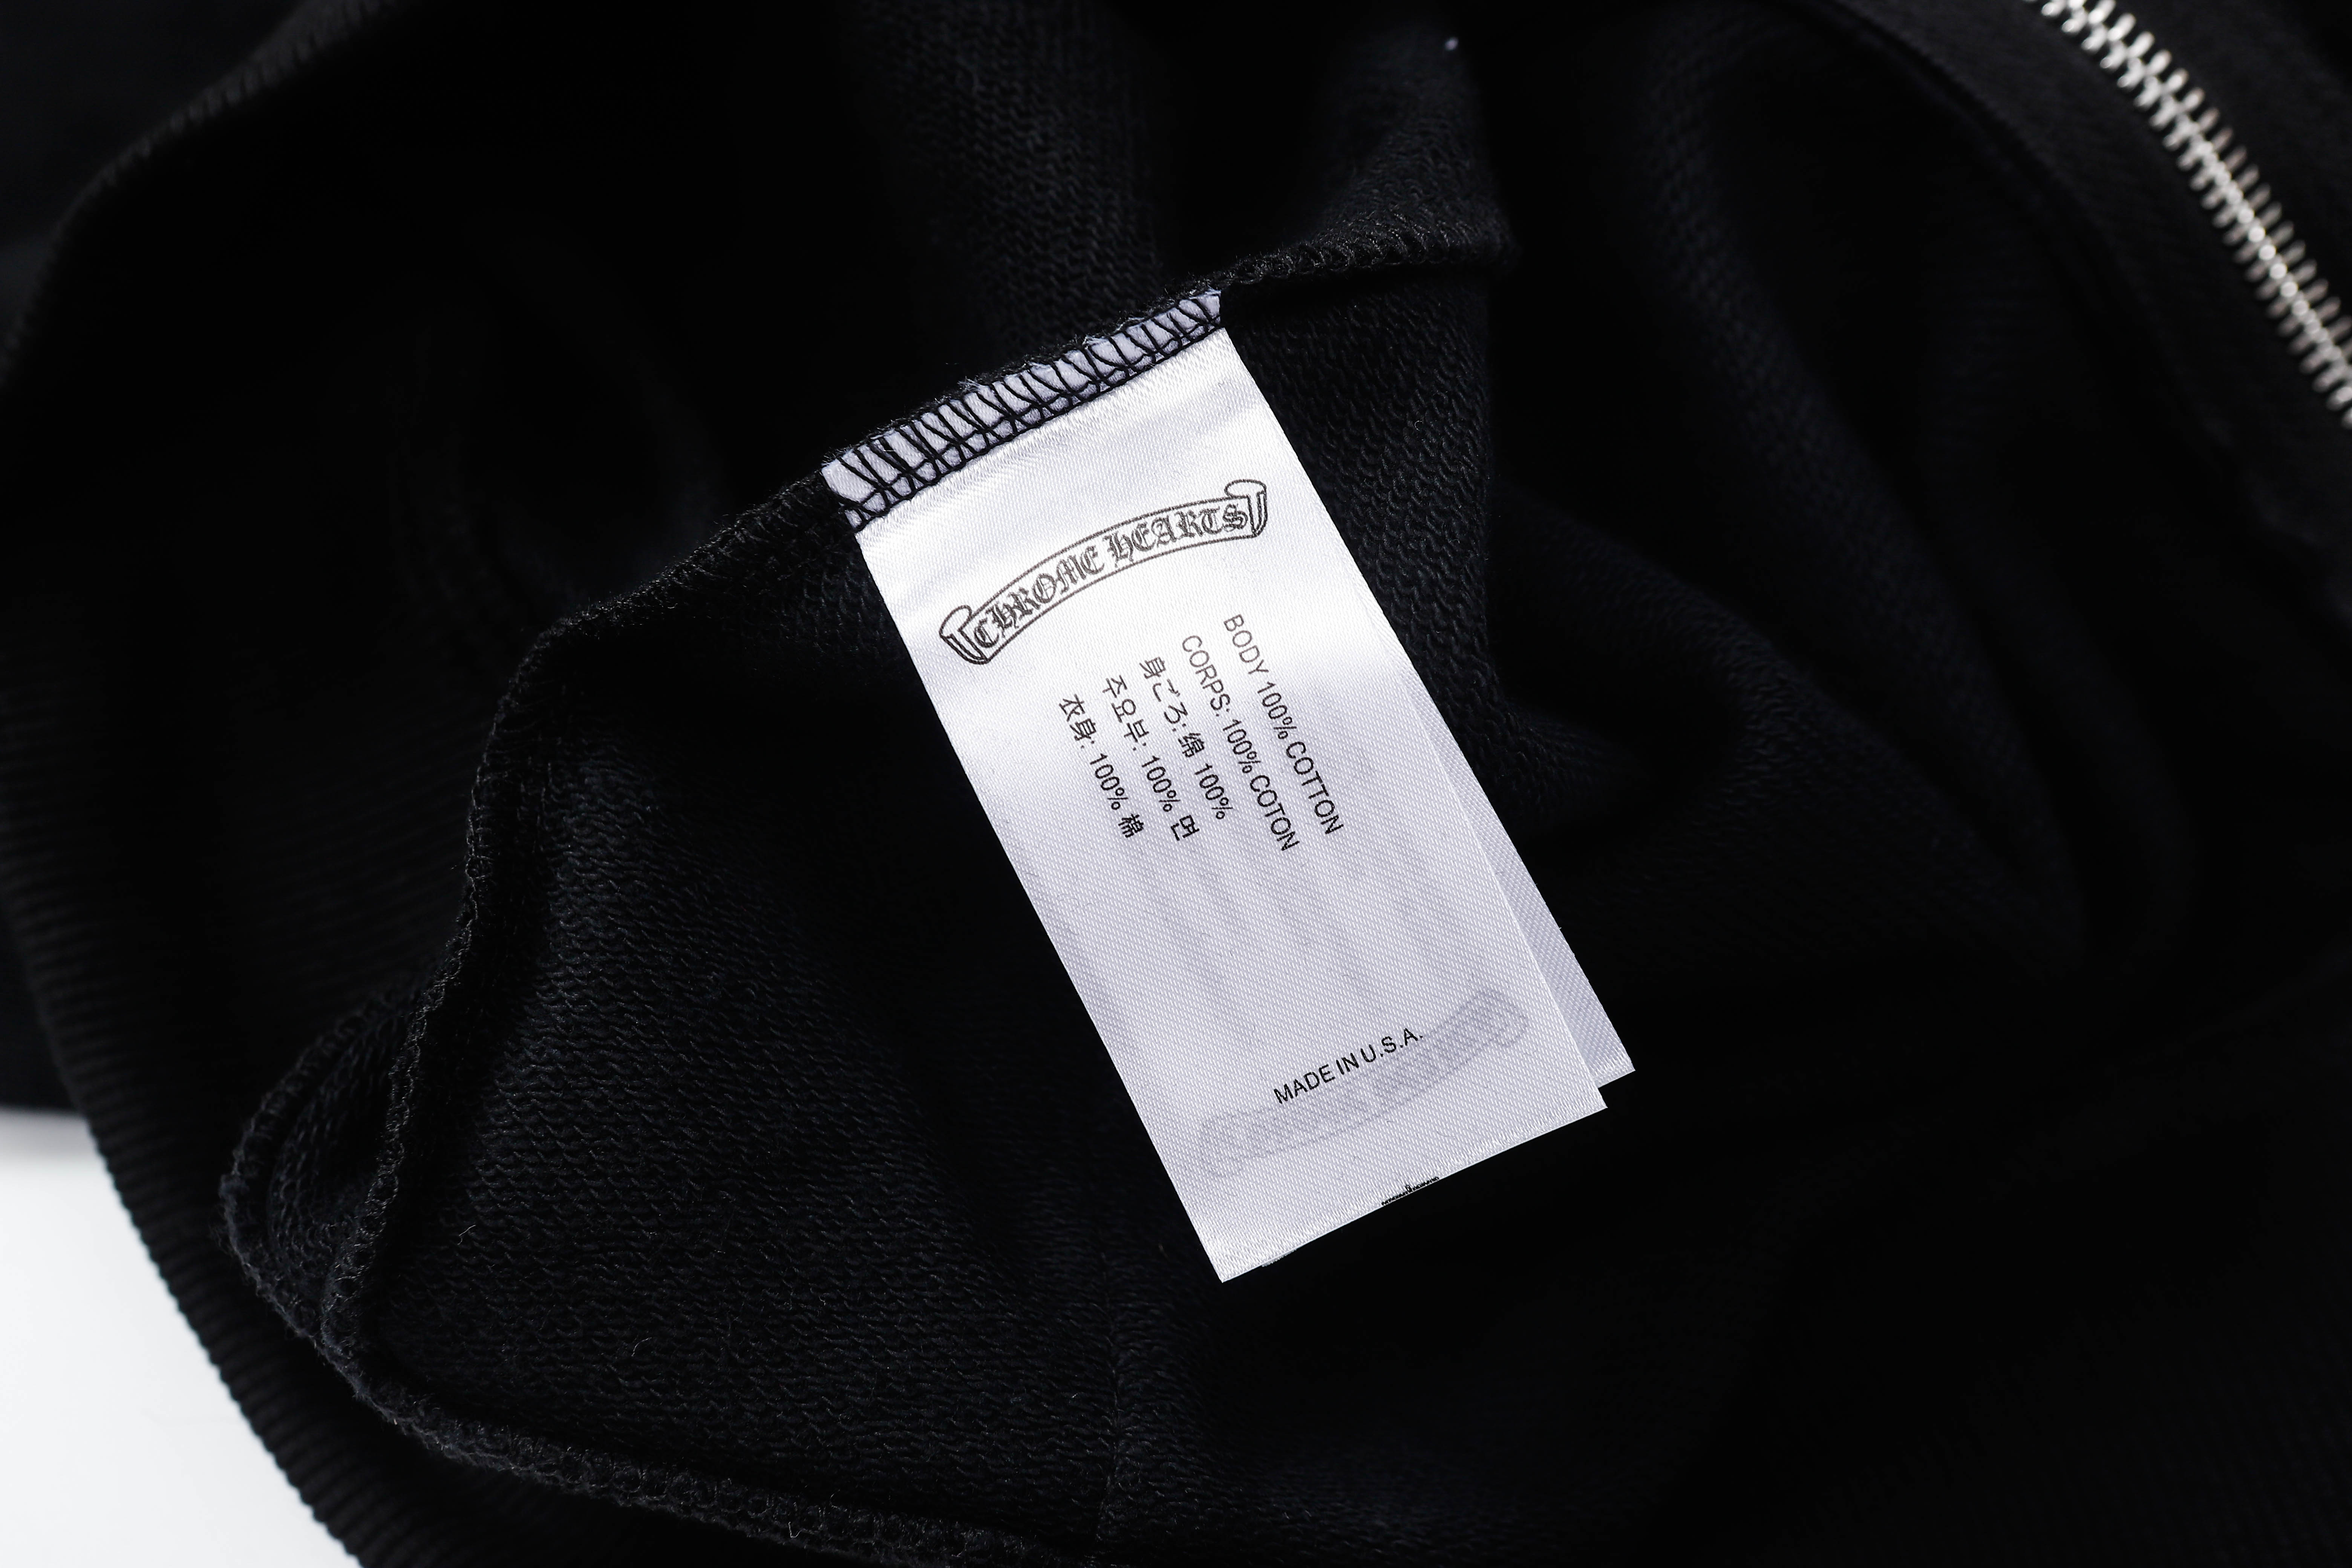 CHROME HEARTS
BODY 100% COTTON
CORPS: 100% COTON
身ごろ: 綿 100%
주요부: 100% 면
衣身: 100% 棉
MADE IN U.S.A.